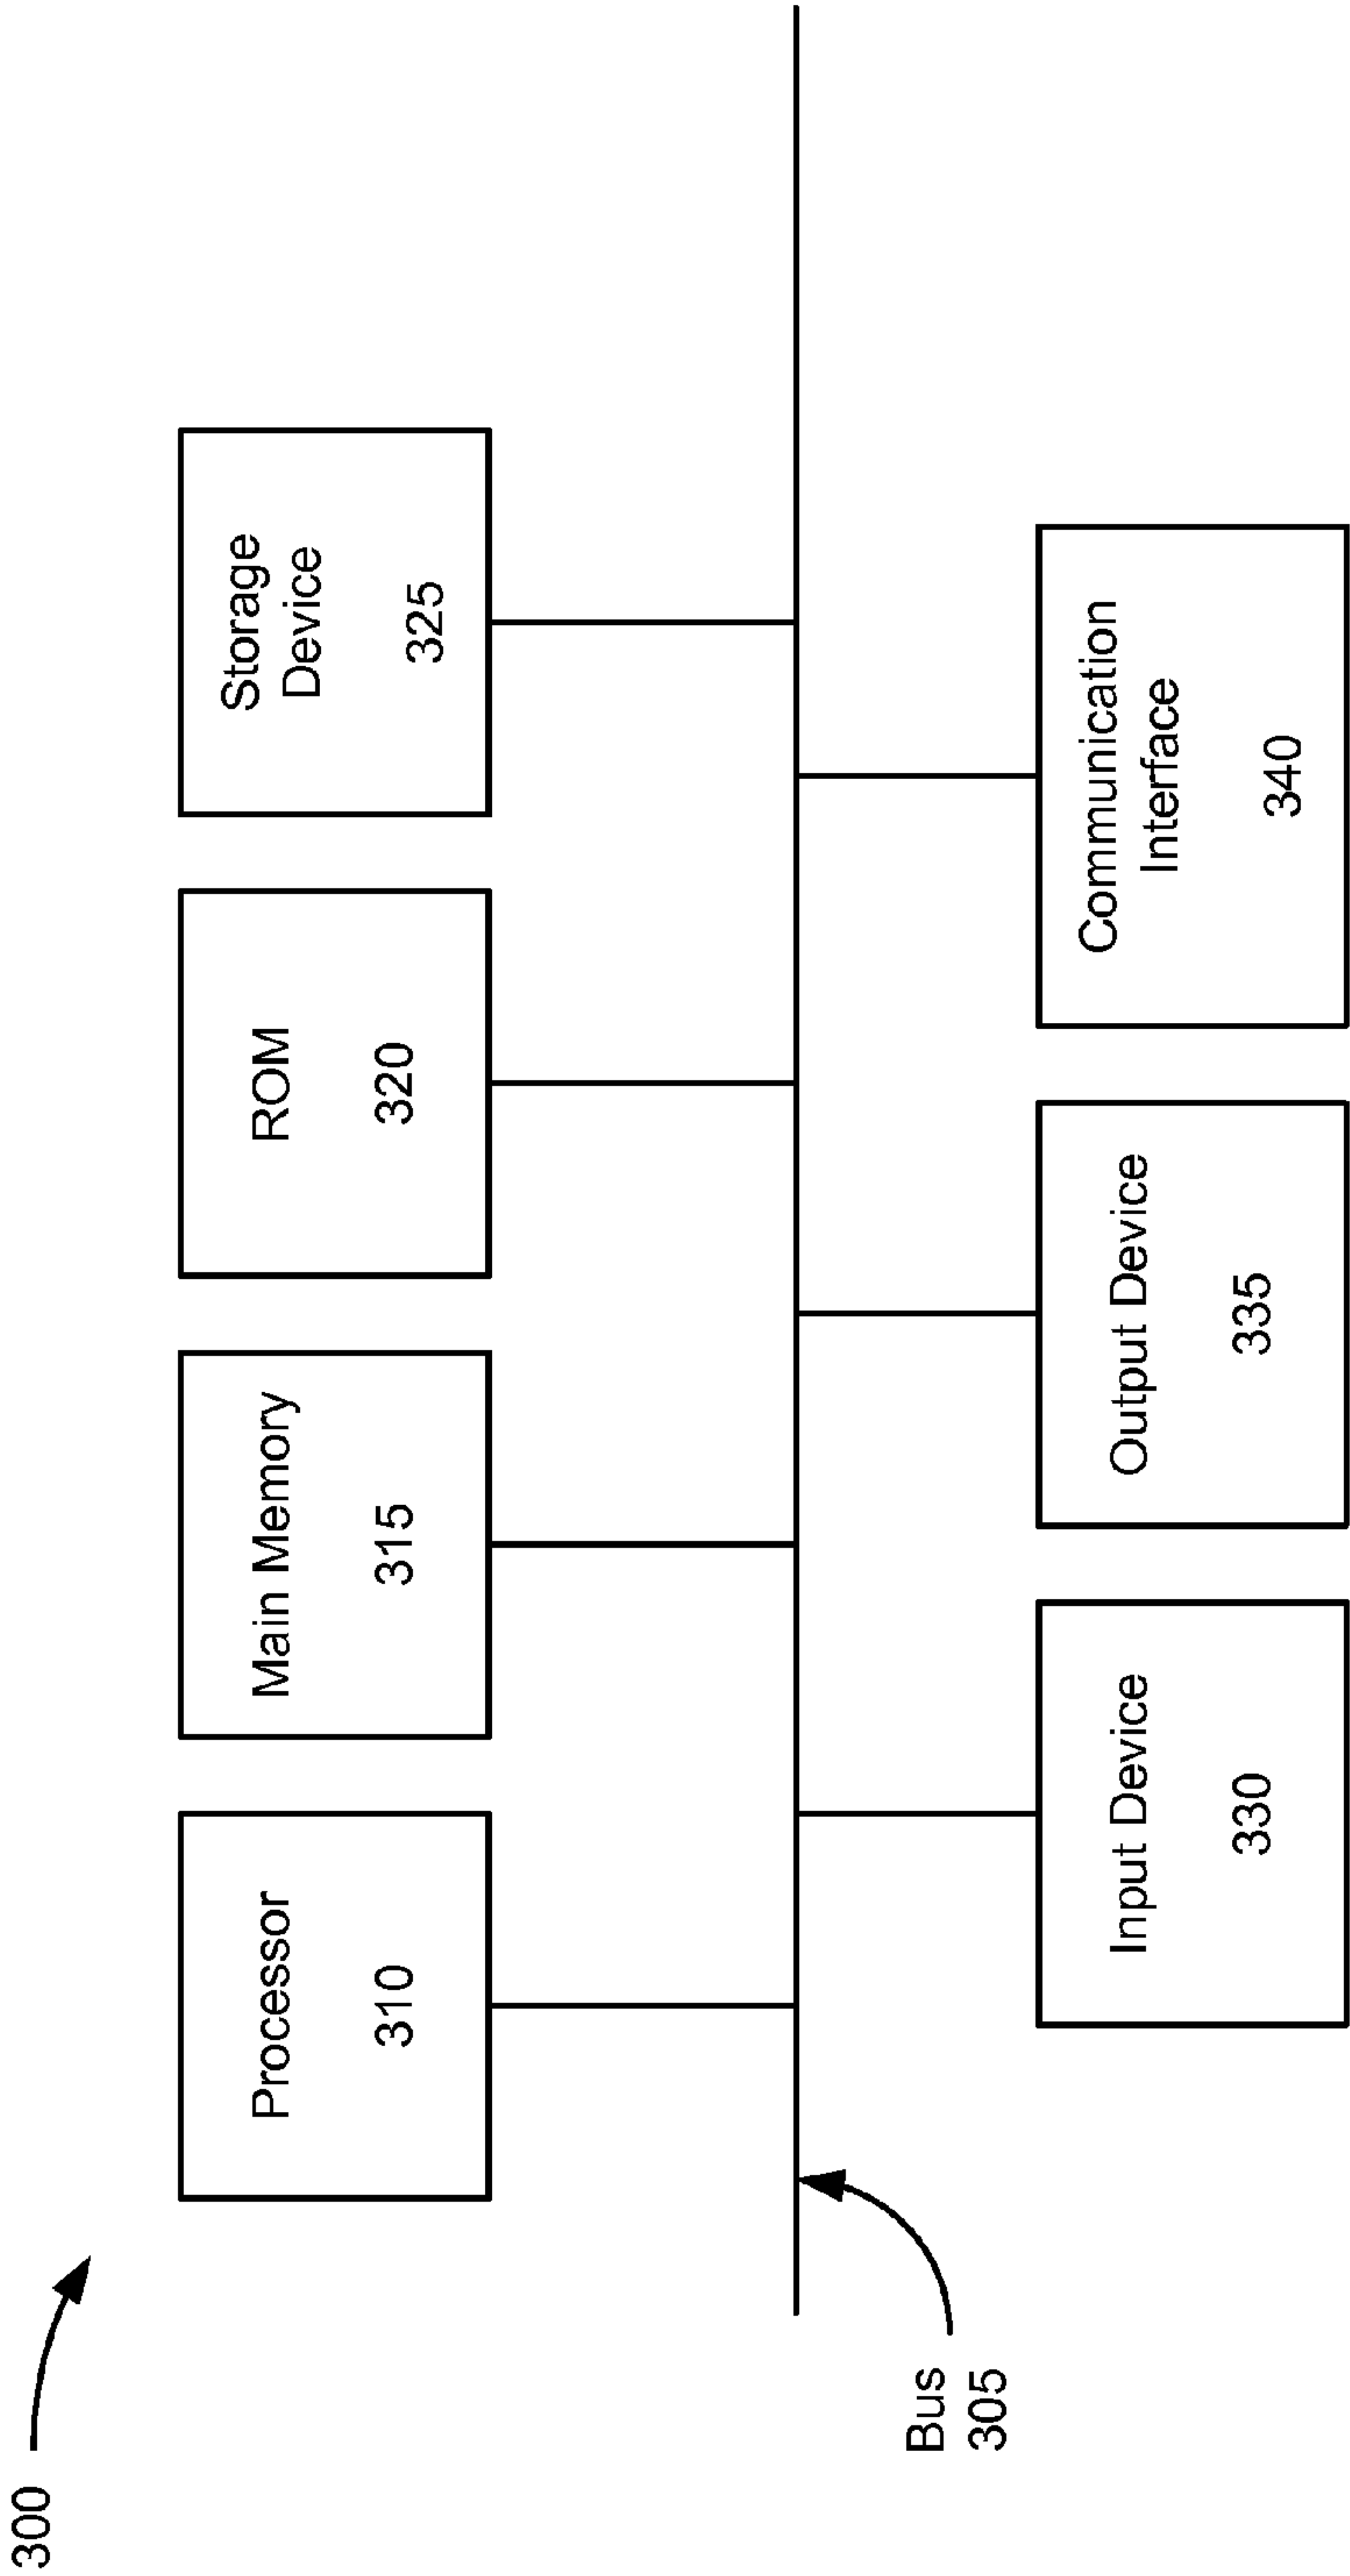 300
Processor
310
Main Memory
315
ROM
320
Storage
Device
325
Bus
305
Input Device
330
Output Device
335
Communication
Interface
340